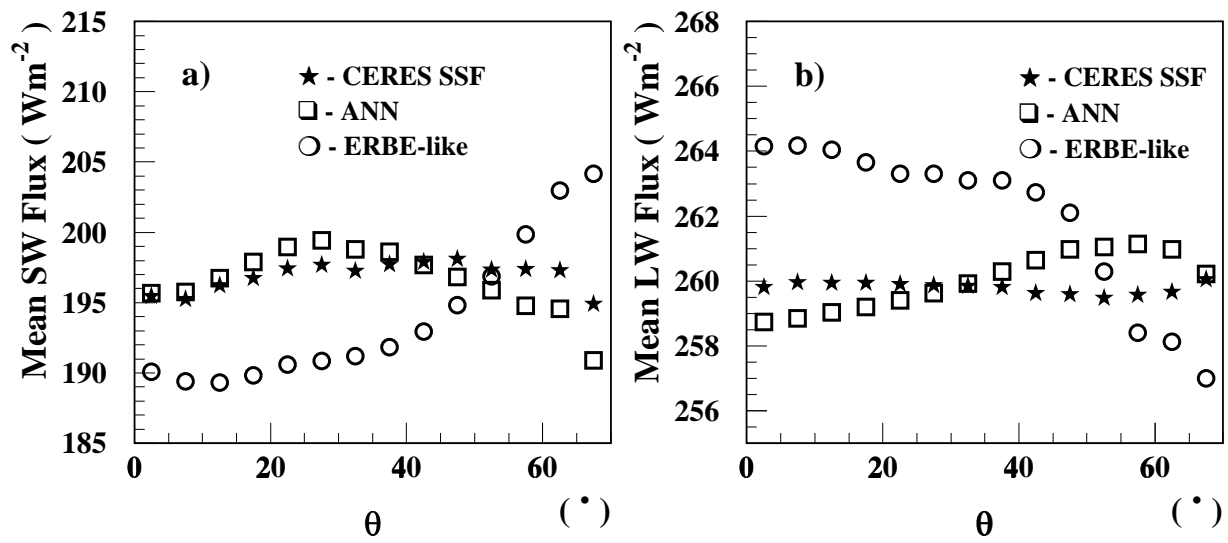 Mean SW Flux ( Wm-2 )
215
210
205
200
195
190
185
a)
★ - CERES SSF
□ - ANN
○ - ERBE-like
0 20 40 60
θ ( ° )
Mean LW Flux ( Wm-2 )
268
266
264
262
260
258
256
b)
★ - CERES SSF
□ - ANN
○ - ERBE-like
0 20 40 60
θ ( ° )